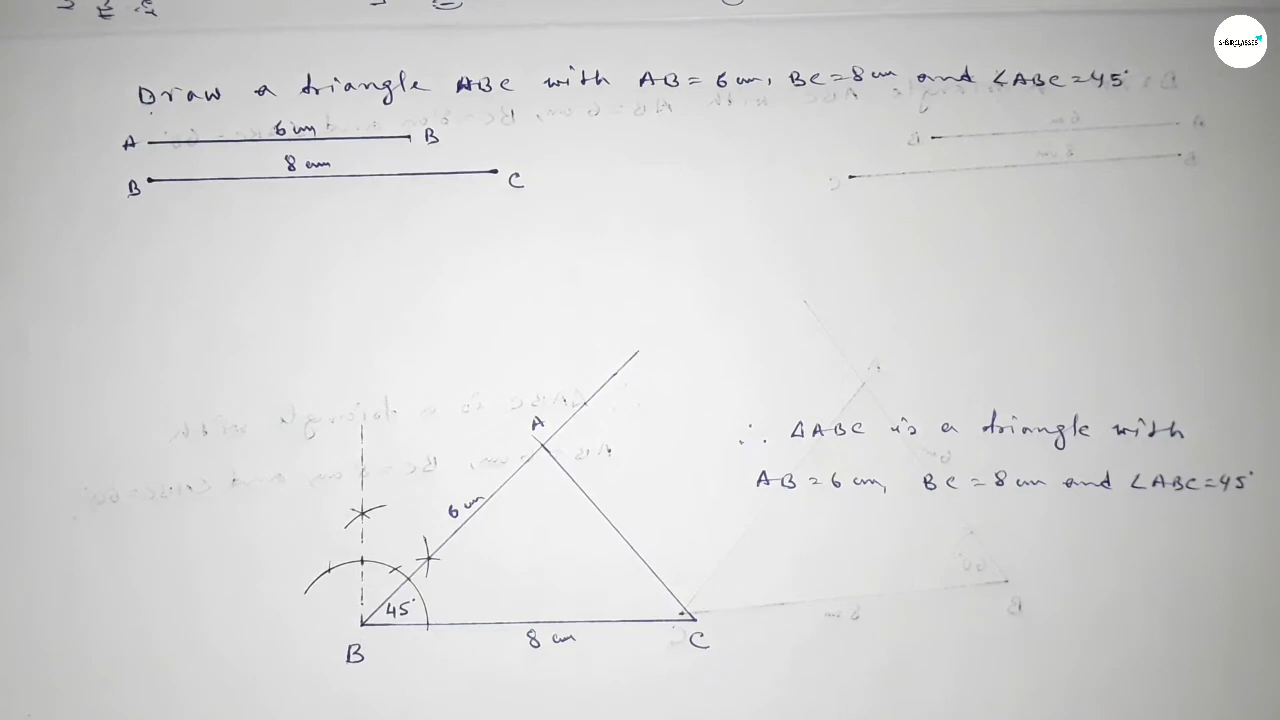 Draw a triangle ABC with AB = 6 cm, BC = 8 cm and ∠ABC = 45°
A 6 cm B
B 8 cm C
A
6 cm
45°
B 8 cm C
∴ △ABC is a triangle with
AB = 6 cm, BC = 8 cm and ∠ABC = 45°